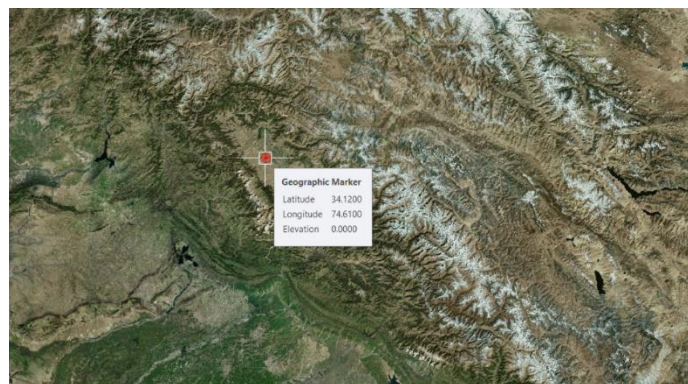 Geographic Marker
Latitude 34.1200
Longitude 74.6100
Elevation 0.0000